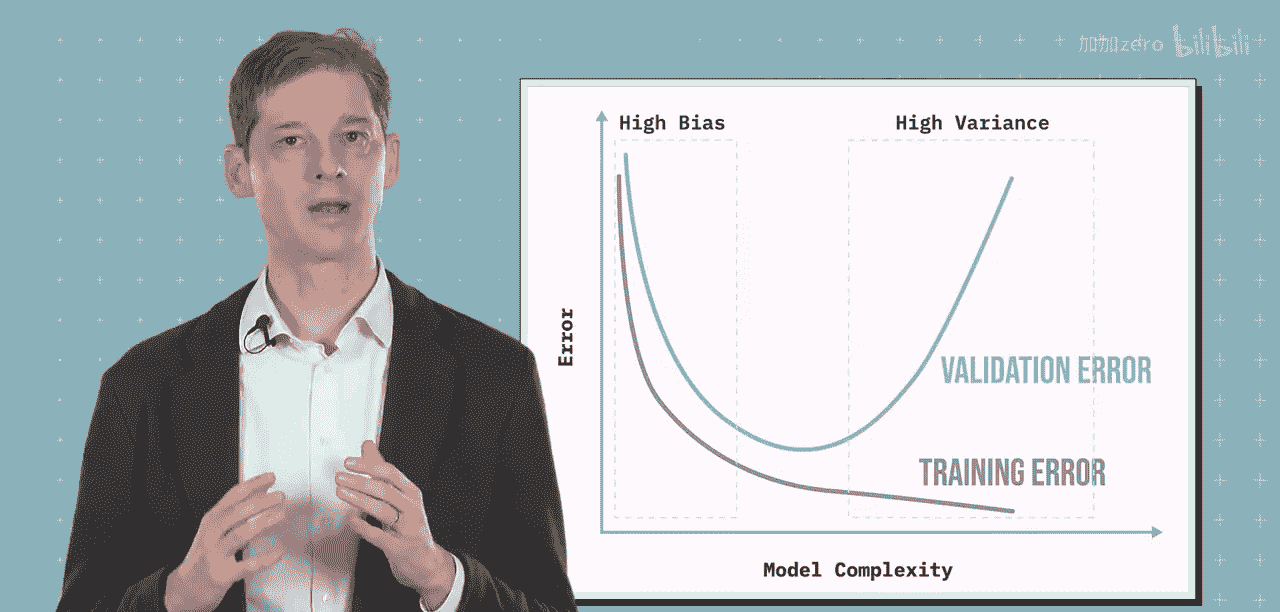 加加zero bilibili
High Bias
High Variance
Error
VALIDATION ERROR
TRAINING ERROR
Model Complexity